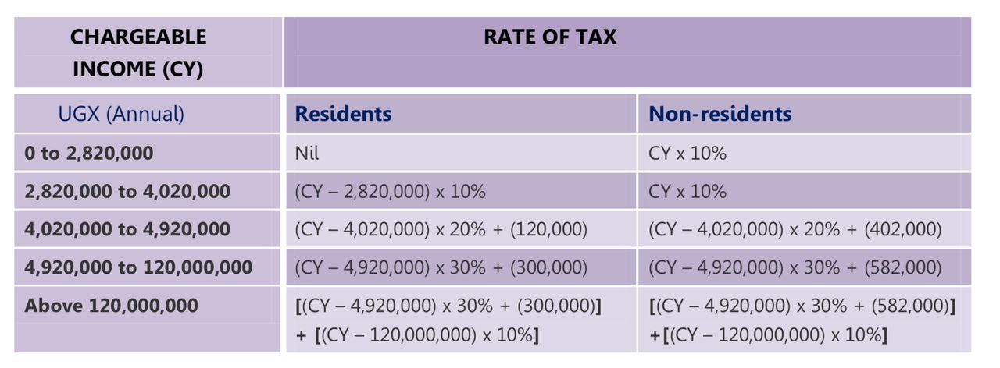 CHARGEABLE
INCOME (CY)
RATE OF TAX
UGX (Annual)
Residents
Non-residents
0 to 2,820,000
Nil
CY x 10%
2,820,000 to 4,020,000
(CY – 2,820,000) x 10%
CY x 10%
4,020,000 to 4,920,000
(CY – 4,020,000) x 20% + (120,000)
(CY – 4,020,000) x 20% + (402,000)
4,920,000 to 120,000,000
(CY – 4,920,000) x 30% + (300,000)
(CY – 4,920,000) x 30% + (582,000)
Above 120,000,000
[(CY – 4,920,000) x 30% + (300,000)]
+ [(CY – 120,000,000) x 10%]
[(CY – 4,920,000) x 30% + (582,000)]
+[(CY – 120,000,000) x 10%]